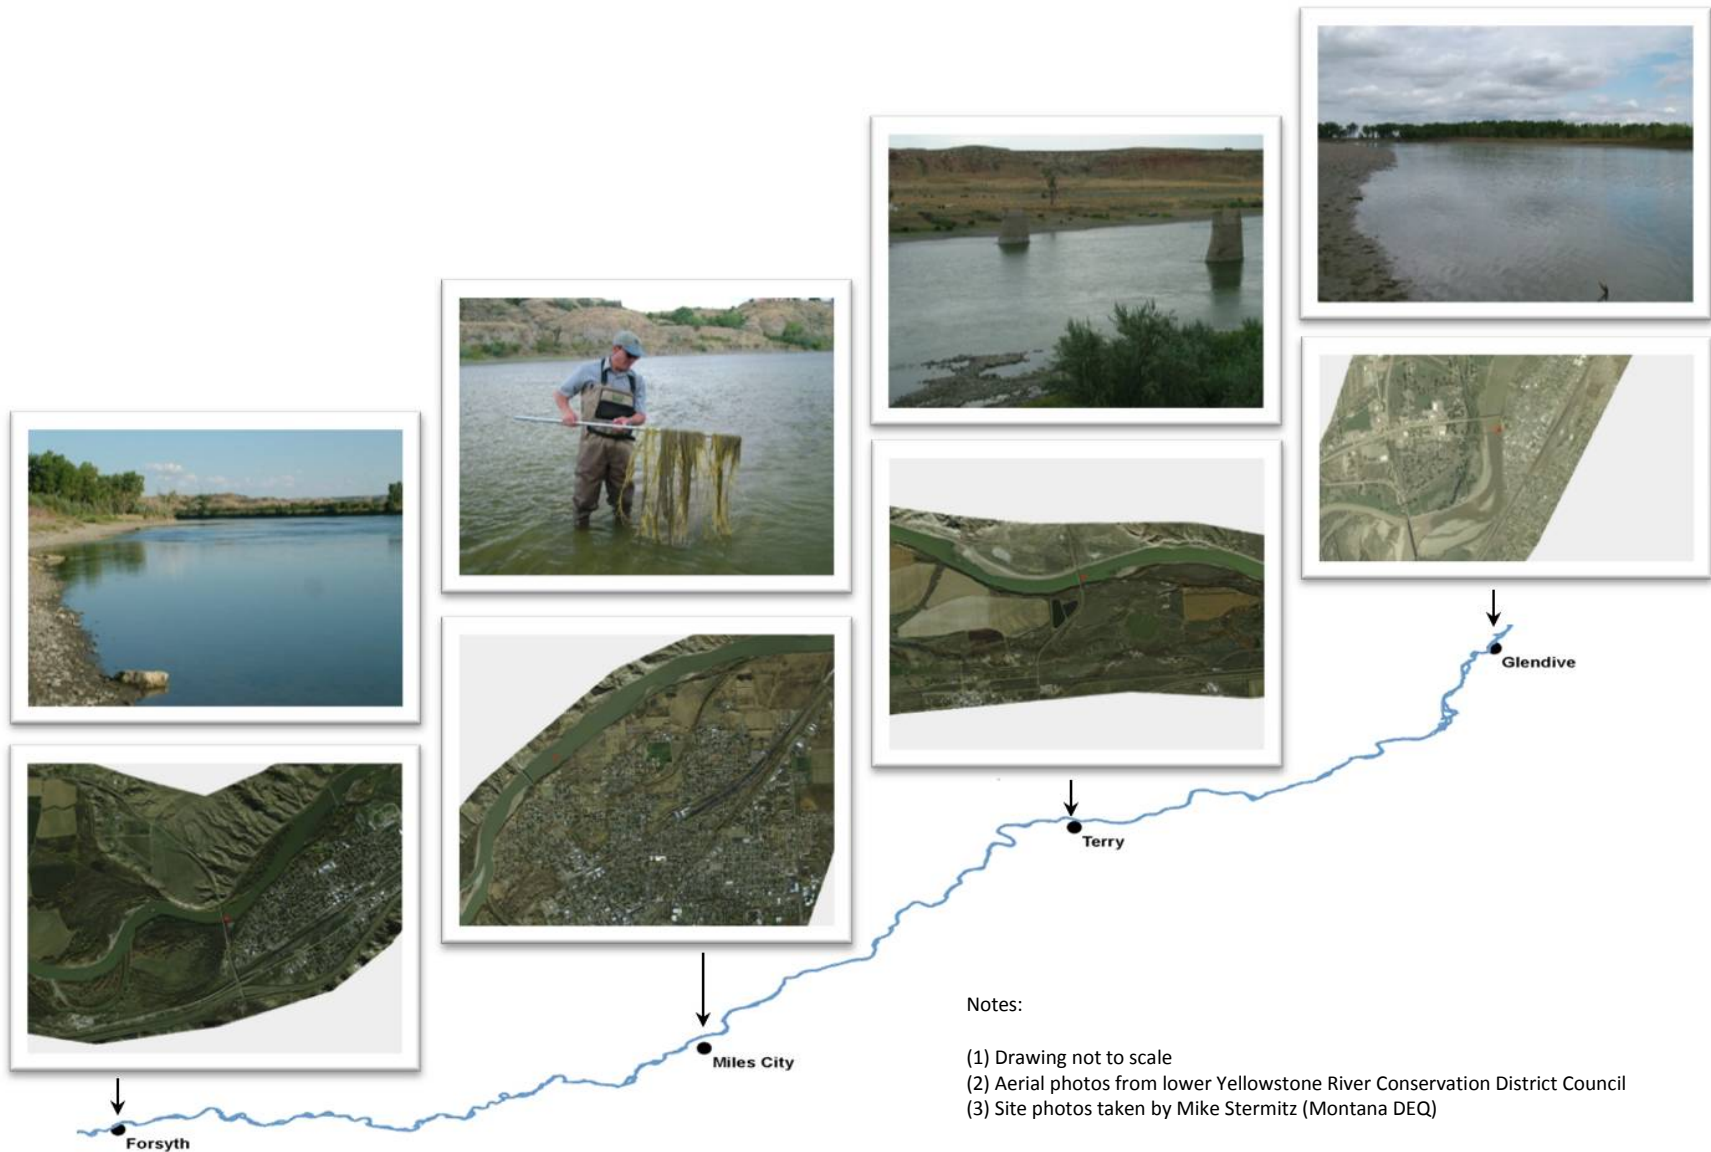 Glendive
Terry
Miles City
Forsyth
Notes:
(1) Drawing not to scale
(2) Aerial photos from lower Yellowstone River Conservation District Council
(3) Site photos taken by Mike Stermitz (Montana DEQ)